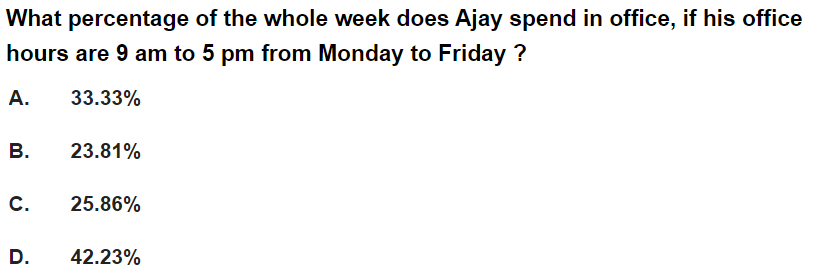 What percentage of the whole week does Ajay spend in office, if his office
hours are 9 am to 5 pm from Monday to Friday ?
A. 33.33%
B. 23.81%
C. 25.86%
D. 42.23%